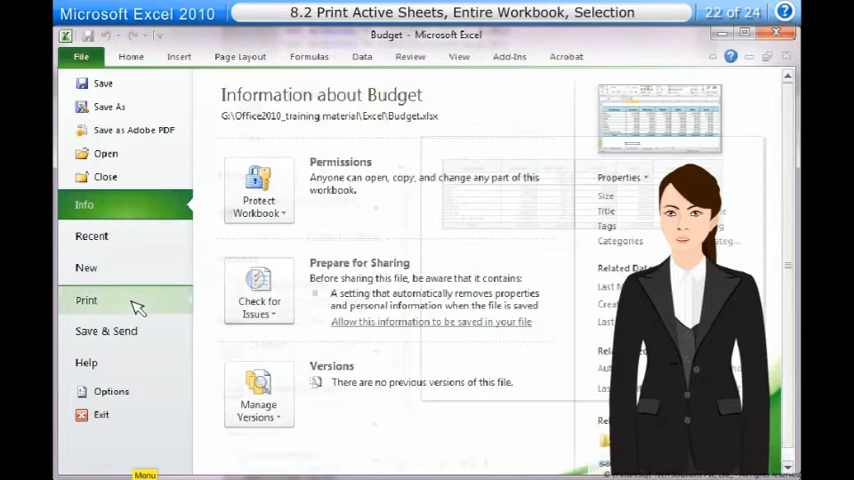 Microsoft Excel 2010
8.2 Print Active Sheets, Entire Workbook, Selection
22 of 24
?
Budget - Microsoft Excel
File Home Insert Page Layout Formulas Data Review View Add-Ins Acrobat
Save
Save As
Save as Adobe PDF
Open
Close
Info
Recent
New
Print
Save & Send
Help
Options
Exit
Information about Budget
G:\Office2010_training material\Excel\Budget.xlsx
Protect
Workbook
Permissions
Anyone can open, copy, and change any part of this
workbook.
Check for
Issues
Prepare for Sharing
Before sharing this file, be aware that it contains:
A setting that automatically removes properties
and personal information when the file is saved
Allow this information to be saved in your file
Manage
Versions
Versions
There are no previous versions of this file.
Properties
Size
Title
Tags
Categories
Related
Menu